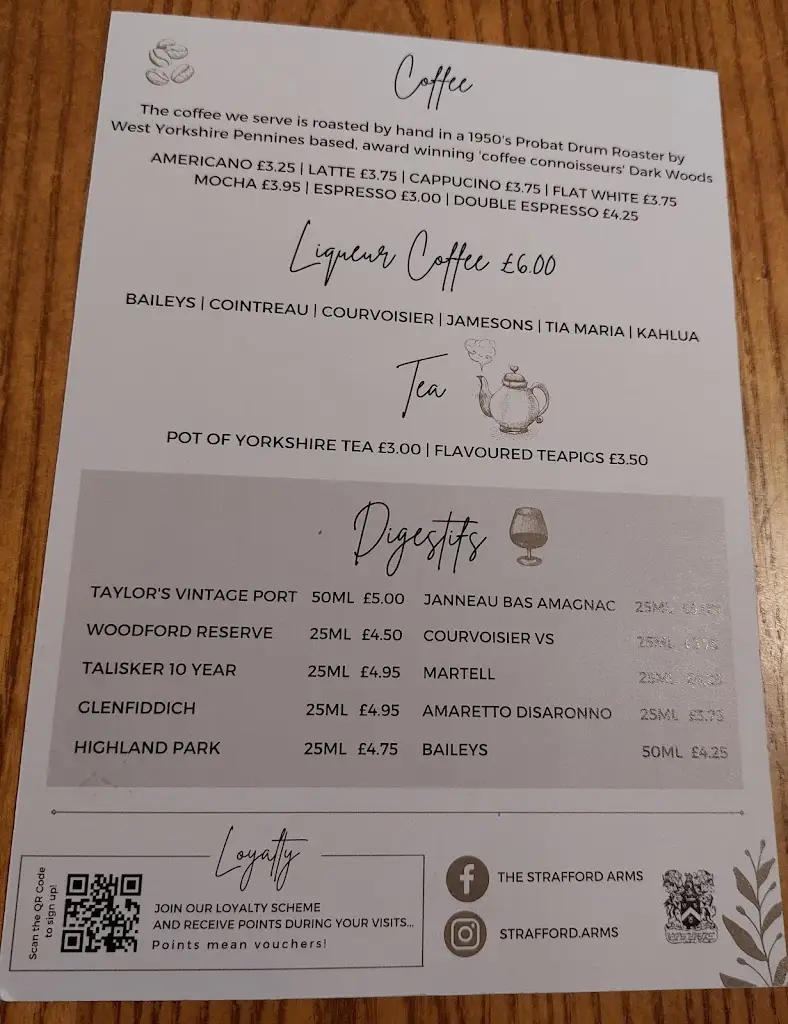 Coffee
The coffee we serve is roasted by hand in a 1950's Probat Drum Roaster by
West Yorkshire Pennines based, award winning 'coffee connoisseurs' Dark Woods
AMERICANO £3.25 | LATTE £3.75 | CAPPUCINO £3.75 | FLAT WHITE £3.75
MOCHA £3.95 | ESPRESSO £3.00 | DOUBLE ESPRESSO £4.25
Liqueur Coffee £6.00
BAILEYS | COINTREAU | COURVOISIER | JAMESONS | TIA MARIA | KAHLUA
Tea
POT OF YORKSHIRE TEA £3.00 | FLAVOURED TEAPIGS £3.50
Digestifs
TAYLOR'S VINTAGE PORT 50ML £5.00 JANNEAU BAS AMAGNAC 25ML
WOODFORD RESERVE 25ML £4.50 COURVOISIER VS 25ML
TALISKER 10 YEAR 25ML £4.95 MARTELL 25ML
GLENFIDDICH 25ML £4.95 AMARETTO DISARONNO 25ML £3.75
HIGHLAND PARK 25ML £4.75 BAILEYS 50ML £4.25
Loyalty
Scan the QR Code
to sign up!
JOIN OUR LOYALTY SCHEME
AND RECEIVE POINTS DURING YOUR VISITS...
Points mean vouchers!
THE STRAFFORD ARMS
STRAFFORD.ARMS